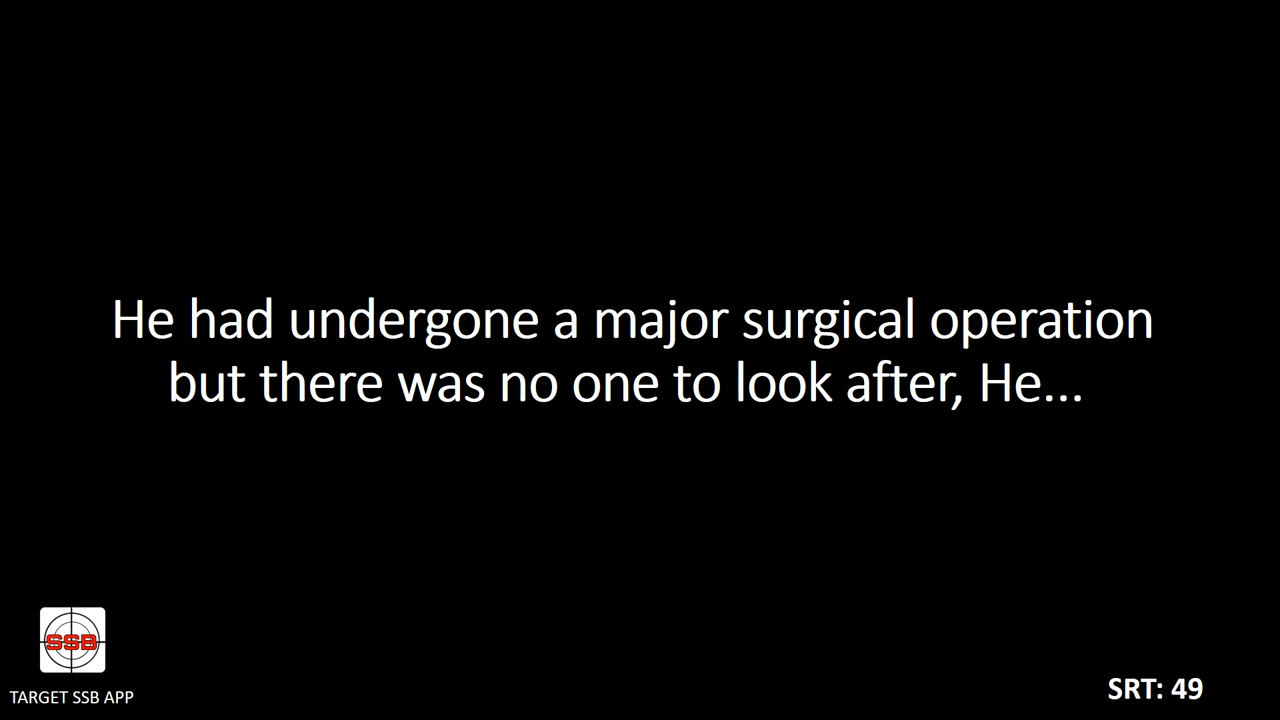 He had undergone a major surgical operation
but there was no one to look after, He...
SSB
TARGET SSB APP
SRT: 49